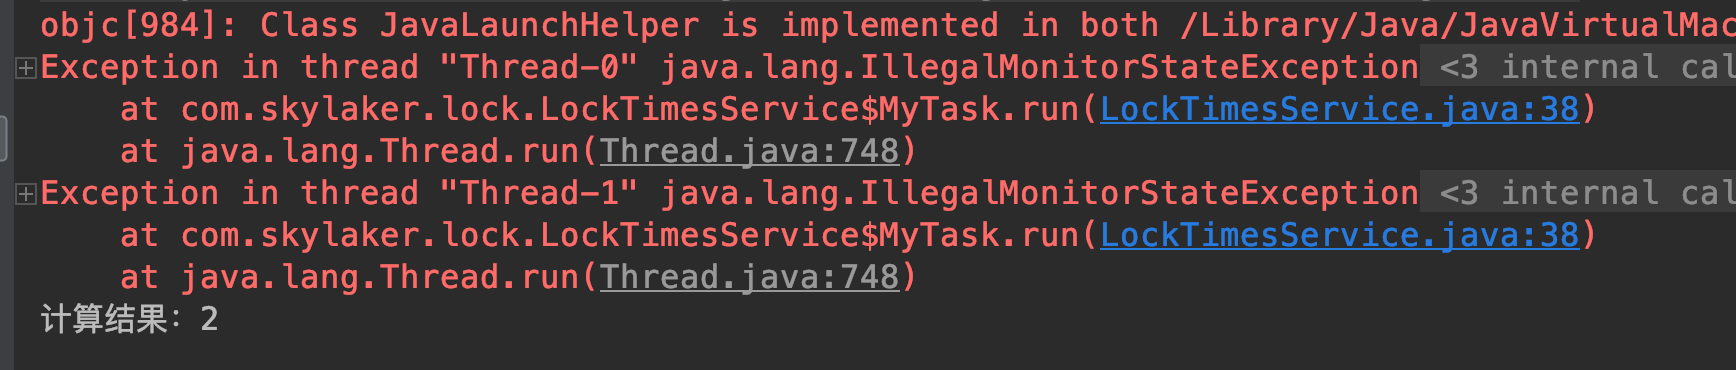 objc[984]: Class JavaLaunchHelper is implemented in both /Library/Java/JavaVirtualMac
Exception in thread "Thread-0" java.lang.IllegalMonitorStateException <3 internal cal
at com.skylaker.lock.LockTimesService$MyTask.run(LockTimesService.java:38)
at java.lang.Thread.run(Thread.java:748)
Exception in thread "Thread-1" java.lang.IllegalMonitorStateException <3 internal cal
at com.skylaker.lock.LockTimesService$MyTask.run(LockTimesService.java:38)
at java.lang.Thread.run(Thread.java:748)
计算结果：2